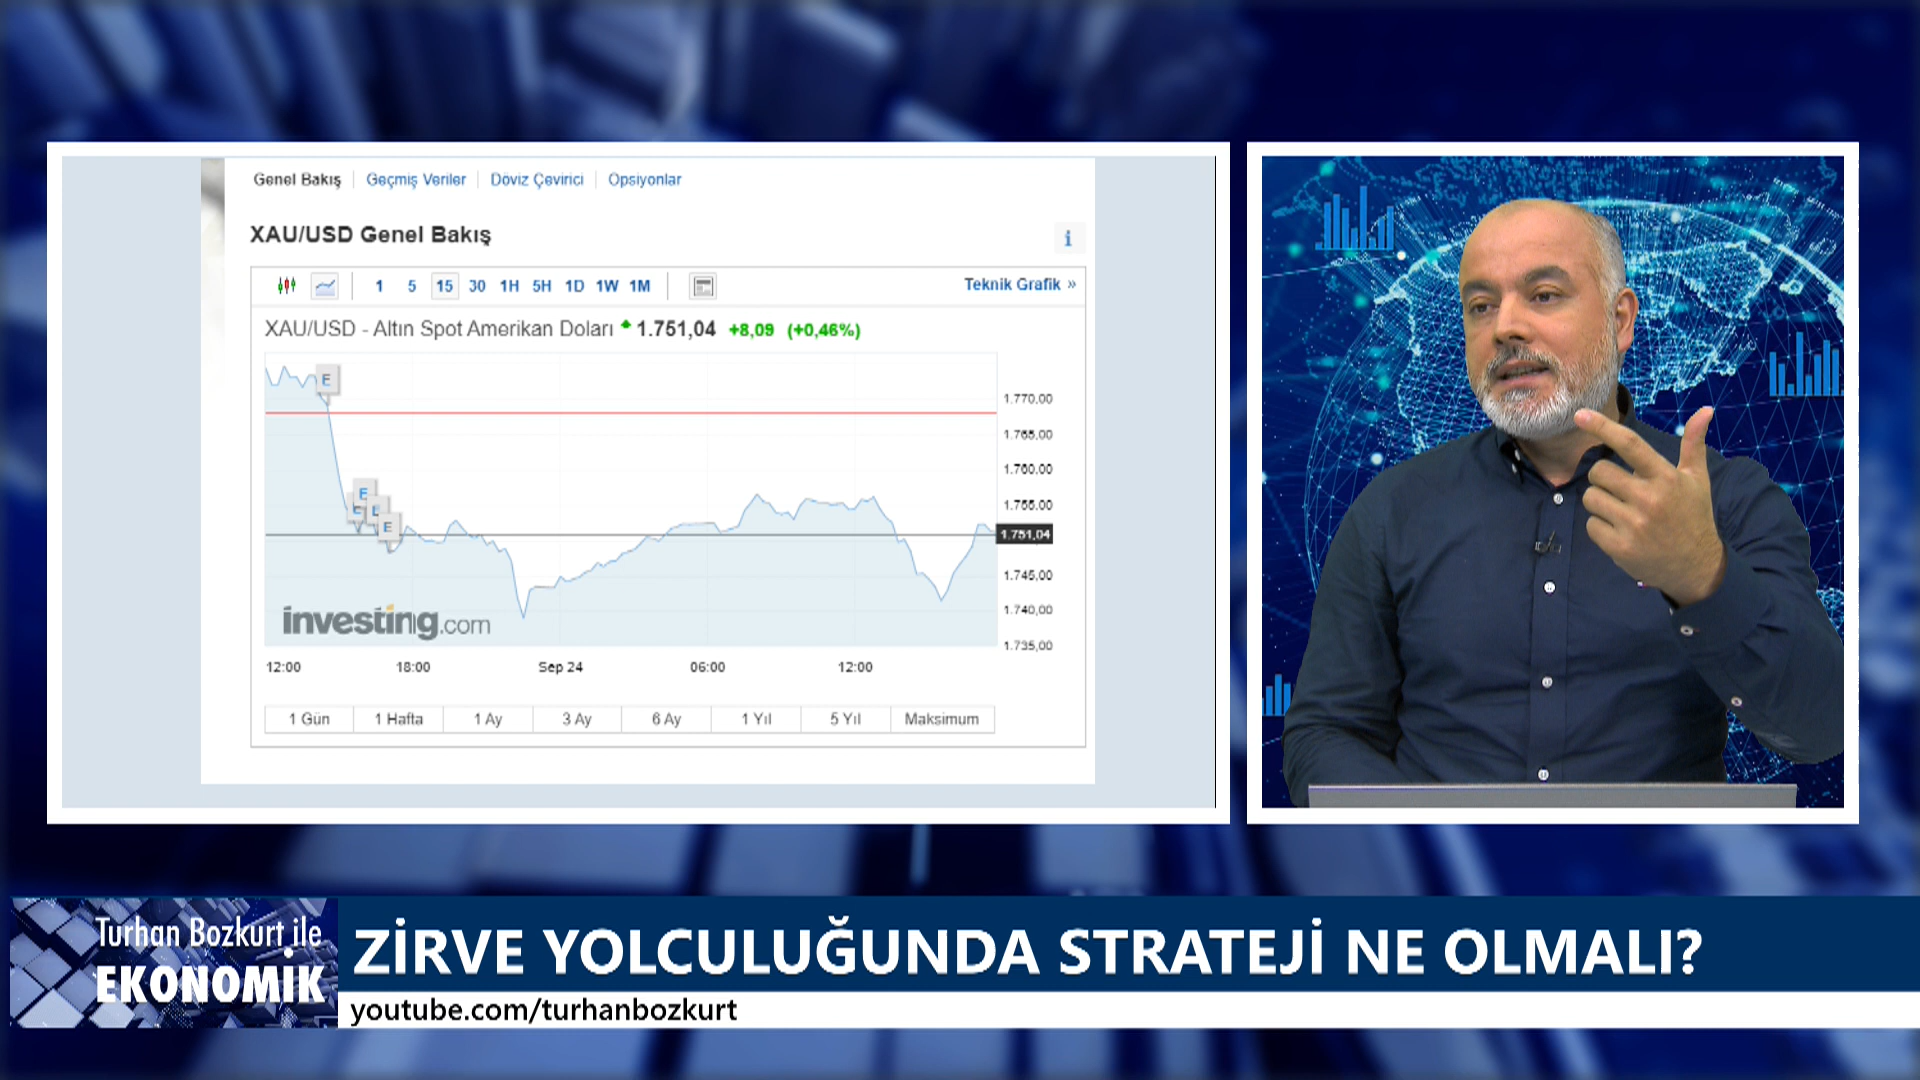 Genel Bakış | Geçmiş Veriler | Döviz Çevirici | Opsiyonlar
XAU/USD Genel Bakış
i
1 5 15 30 1H 5H 1D 1W 1M
Teknik Grafik »
XAU/USD - Altın Spot Amerikan Doları 1.751,04 +8,09 (+0,46%)
E
E
E
1.770,00
1.765,00
1.760,00
1.755,00
1.751,04
1.745,00
1.740,00
1.735,00
investing.com
12:00 18:00 Sep 24 06:00 12:00
1 Gün 1 Hafta 1 Ay 3 Ay 6 Ay 1 Yıl 5 Yıl Maksimum
Turhan Bozkurt ile
EKONOMİK
ZİRVE YOLCULUĞUNDA STRATEJİ NE OLMALI?
youtube.com/turhanbozkurt